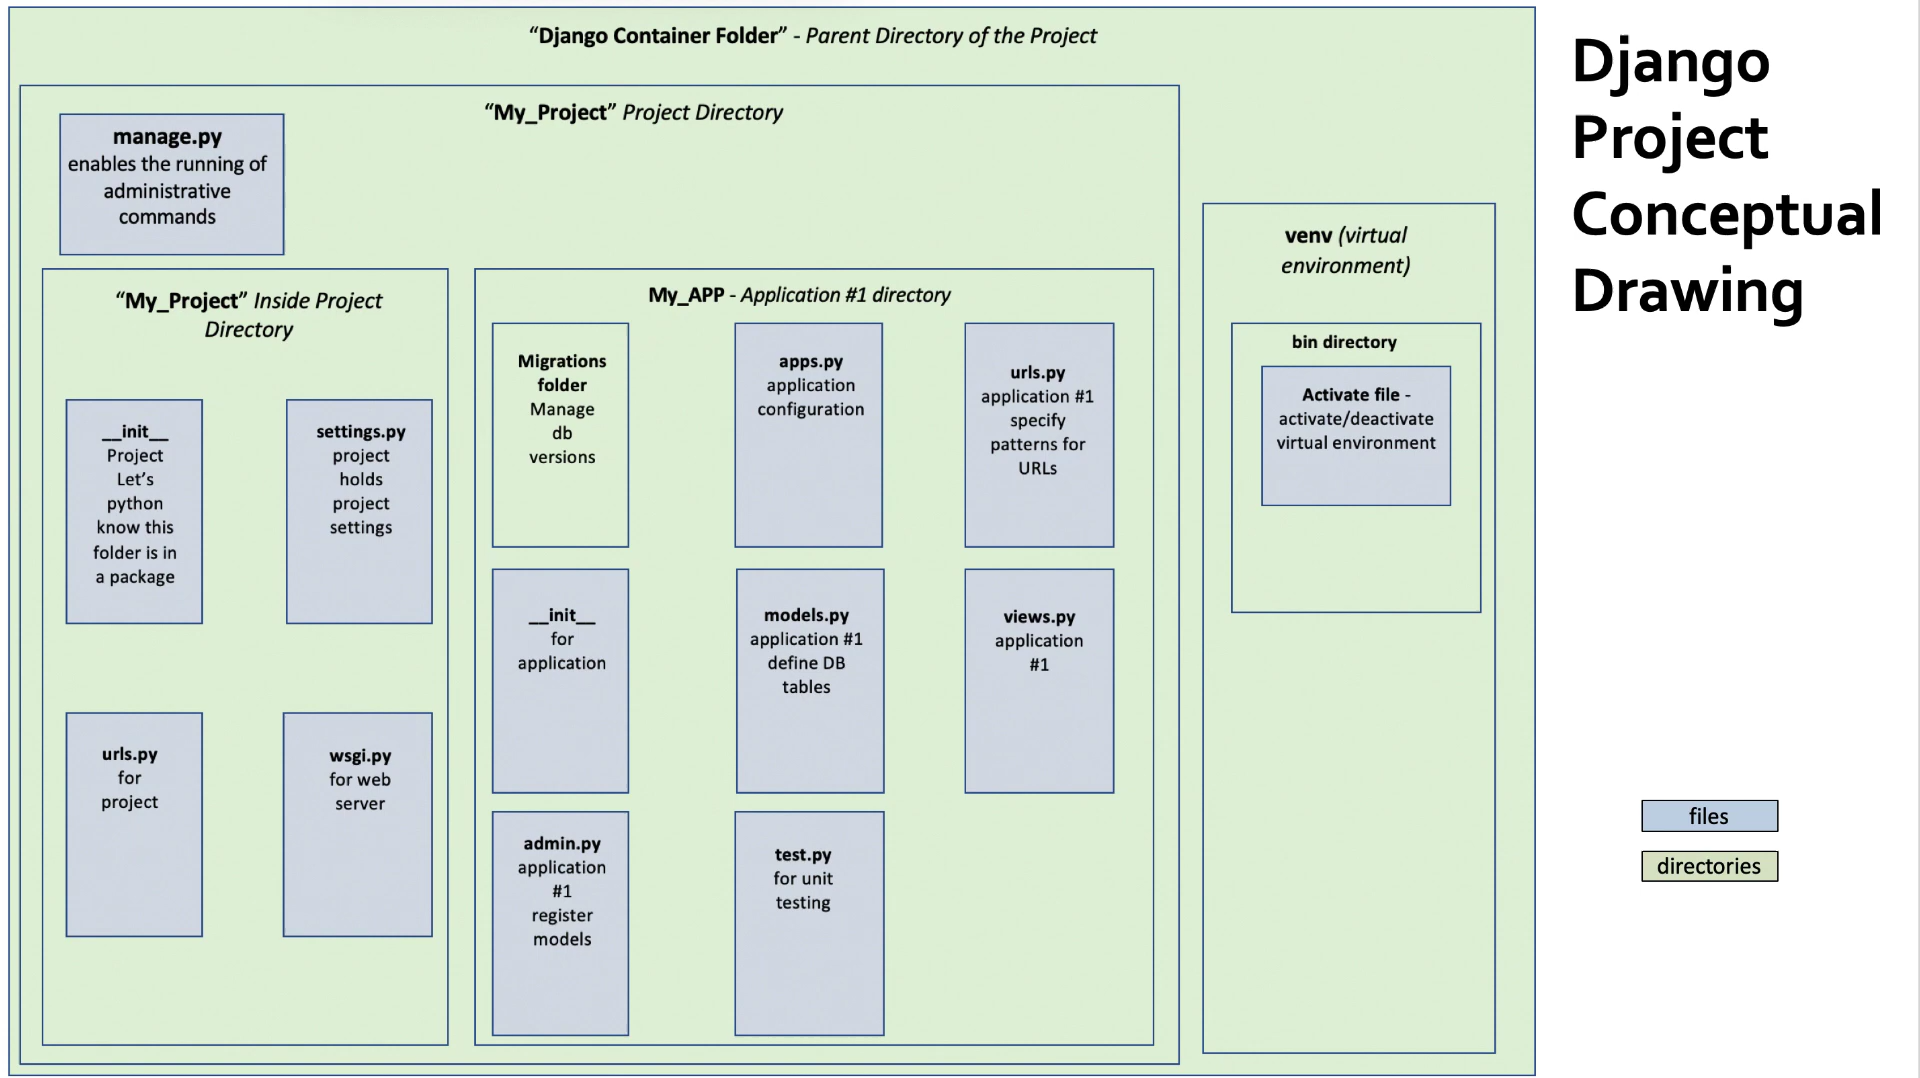 “Django Container Folder” - Parent Directory of the Project
Django
Project
Conceptual
Drawing
“My_Project” Project Directory
manage.py
enables the running of
administrative
commands
“My_Project” Inside Project
Directory
__init__
Project
Let’s
python
know this
folder is in
a package
settings.py
project
holds
project
settings
urls.py
for
project
wsgi.py
for web
server
My_APP - Application #1 directory
Migrations
folder
Manage
db
versions
apps.py
application
configuration
urls.py
application #1
specify
patterns for
URLs
__init__
for
application
models.py
application #1
define DB
tables
views.py
application
#1
admin.py
application
#1
register
models
test.py
for unit
testing
venv (virtual
environment)
bin directory
Activate file -
activate/deactivate
virtual environment
files
directories